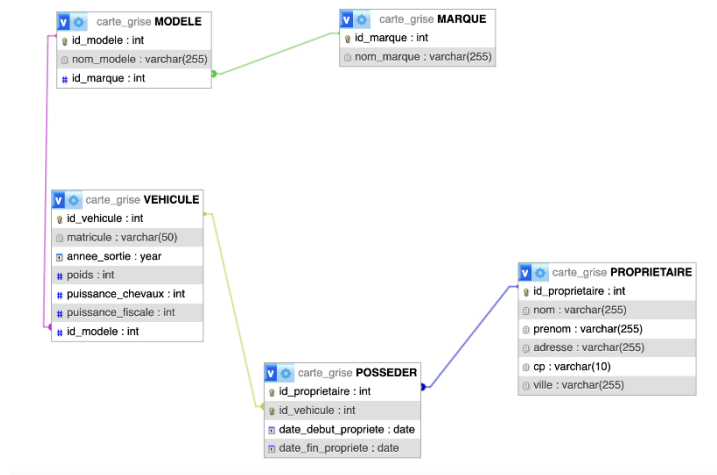 carte_grise MODELE
id_modele : int
nom_modele : varchar(255)
id_marque : int
carte_grise MARQUE
id_marque : int
nom_marque : varchar(255)
carte_grise VEHICULE
id_vehicule : int
matricule : varchar(50)
annee_sortie : year
poids : int
puissance_chevaux : int
puissance_fiscale : int
id_modele : int
carte_grise PROPRIETAIRE
id_proprietaire : int
nom : varchar(255)
prenom : varchar(255)
adresse : varchar(255)
cp : varchar(10)
ville : varchar(255)
carte_grise POSSEDER
id_proprietaire : int
id_vehicule : int
date_debut_propriete : date
date_fin_propriete : date